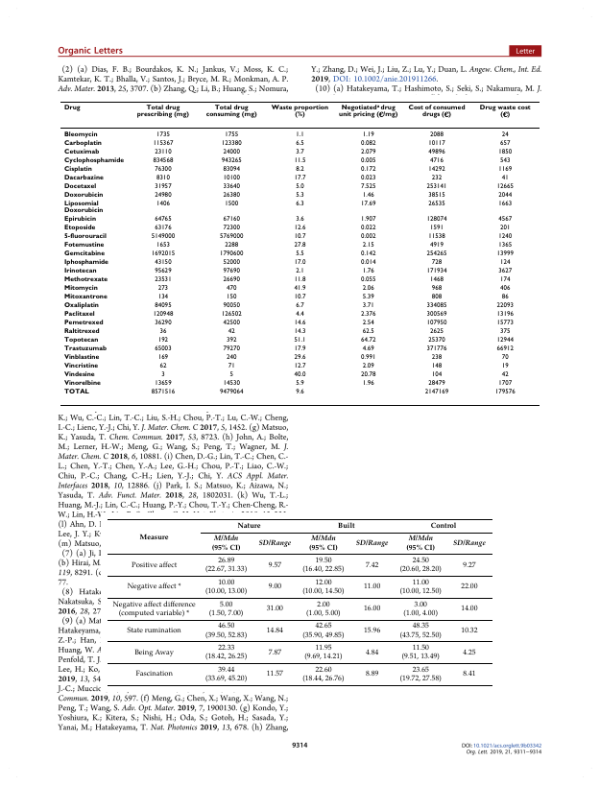 Organic Letters
Letter
(2) (a) Dias, F. B.; Bourdakos, K. N.; Jankus, V.; Moss, K. C.;
Kamtekar, K. T.; Bhalla, V.; Santos, J.; Bryce, M. R.; Monkman, A. P.
Adv. Mater. 2013, 25, 3707. (b) Zhang, Q.; Li, B.; Huang, S.; Nomura,
Y.; Zhang, D.; Wei, J.; Liu, Z.; Lu, Y.; Duan, L. Angew. Chem., Int. Ed.
2019, DOI: 10.1002/anie.201911266.
(10) (a) Hatakeyama, T.; Hashimoto, S.; Seki, S.; Nakamura, M. J.
Drug Total drug prescribing (mg) Total drug consuming (mg) Waste proportion (%) Negotiatedᵃ drug unit pricing (€/mg) Cost of consumed drugs (€) Drug waste cost (€)
Bleomycin 1735 1755 1.1 1.19 2088 24
Carboplatin 115367 123380 6.5 0.082 10117 657
Cetuximab 23110 24000 3.7 2.079 49896 1850
Cyclophosphamide 834568 943265 11.5 0.005 4716 543
Cisplatin 76300 83094 8.2 0.172 14292 1169
Dacarbazine 8310 10100 17.7 0.023 232 41
Docetaxel 31957 33640 5.0 7.525 253141 12665
Doxorubicin 24980 26380 5.3 1.46 38515 2044
Liposomial Doxorubicin 1406 1500 6.3 17.69 26535 1663
Epirubicin 64765 67160 3.6 1.907 128074 4567
Etoposide 63176 72300 12.6 0.022 1591 201
5-fluorouracil 5149000 5769000 10.7 0.002 11538 1240
Fotemustine 1653 2288 27.8 2.15 4919 1365
Gemcitabine 1692015 1790600 5.5 0.142 254265 13999
Iphosphamide 43150 52000 17.0 0.014 728 124
Irinotecan 95629 97690 2.1 1.76 171934 3627
Methotrexate 23531 26690 11.8 0.055 1468 174
Mitomycin 273 470 41.9 2.06 968 406
Mitoxantrone 134 150 10.7 5.39 808 86
Oxaliplatin 84095 90050 6.7 3.71 334085 22093
Paclitaxel 120948 126502 4.4 2.376 300569 13196
Pemetrexed 36290 42500 14.6 2.54 107950 15773
Raltitrexed 36 42 14.3 62.5 2625 375
Topotecan 192 392 51.1 64.72 25370 12944
Trastuzumab 65003 79270 17.9 4.69 371776 66912
Vinblastine 169 240 29.6 0.991 238 70
Vincristine 62 71 12.7 2.09 148 19
Vindesine 3 5 40.0 20.78 104 42
Vinorelbine 13659 14530 5.9 1.96 28479 1707
TOTAL 8571516 9479064 9.6 2147169 179576
K.; Wu, C.-C.; Lin, T.-C.; Liu, S.-H.; Chou, P.-T.; Lu, C.-W.; Cheng,
I.-C.; Lienc, Y.-J.; Chi, Y. J. Mater. Chem. C 2017, 5, 1452. (g) Matsuo,
K.; Yasuda, T. Chem. Commun. 2017, 53, 8723. (h) John, A.; Bolte,
M.; Lerner, H.-W.; Meng, G.; Wang, S.; Peng, T.; Wagner, M. J.
Mater. Chem. C 2018, 6, 10881. (i) Chen, D.-G.; Lin, T.-C.; Chen, C.-
L.; Chen, Y.-T.; Chen, Y.-A.; Lee, G.-H.; Chou, P.-T.; Liao, C.-W.;
Chiu, P.-C.; Chang, C.-H.; Lien, Y.-J.; Chi, Y. ACS Appl. Mater.
Interfaces 2018, 10, 12886. (j) Park, I. S.; Matsuo, K.; Aizawa, N.;
Yasuda, T. Adv. Funct. Mater. 2018, 28, 1802031. (k) Wu, T.-L.;
Huang, M.-J.; Lin, C.-C.; Huang, P.-Y.; Chou, T.-Y.; Chen-Cheng, R.-
W.; Lin, H.-
(l) Ahn, D.
Lee, J. Y.;
(m) Matsuo,
(7) (a) Ji,
(b) Hirai, M.
119, 8291.
77.
(8)
Nakatsuka, S
2016, 28, 27
(9) (a) Mat
Hatakeyama,
Z.-P.; Han,
Huang, W. A
Penfold, T. J
Lee, H.; Ko,
2019, 13, 54
J.-C.; Muccic
Measure Nature Built Control
M/Mdn (95% CI) SD/Range M/Mdn (95% CI) SD/Range M/Mdn (95% CI) SD/Range
Positive affect 26.89 (22.67, 31.33) 9.57 19.50 (16.40, 22.85) 7.42 24.50 (20.60, 28.20) 9.27
Negative affect * 10.00 (10.00, 13.00) 9.00 12.00 (10.00, 14.50) 11.00 11.00 (10.00, 12.50) 22.00
Negative affect difference (computed variable) * 5.00 (1.50, 7.00) 31.00 2.00 (1.00, 5.00) 16.00 3.00 (1.00, 4.00) 14.00
State rumination 46.50 (39.50, 52.83) 14.84 42.65 (35.90, 49.85) 15.96 48.35 (43.75, 52.50) 10.32
Being Away 22.33 (18.42, 26.25) 7.87 11.95 (9.69, 14.21) 4.84 11.50 (9.51, 13.49) 4.25
Fascination 39.44 (33.69, 45.20) 11.57 22.60 (18.44, 26.76) 8.89 23.65 (19.72, 27.58) 8.41
Commun. 2019, 10, 597. (f) Meng, G.; Chen, X.; Wang, X.; Wang, N.;
Peng, T.; Wang, S. Adv. Opt. Mater. 2019, 7, 1900130. (g) Kondo, Y.;
Yoshiura, K.; Kitera, S.; Nishi, H.; Oda, S.; Gotoh, H.; Sasada, Y.;
Yanai, M.; Hatakeyama, T. Nat. Photonics 2019, 13, 678. (h) Zhang,
9314
DOI: 10.1021/acs.orglett.9b03342
Org. Lett. 2019, 21, 9311−9314